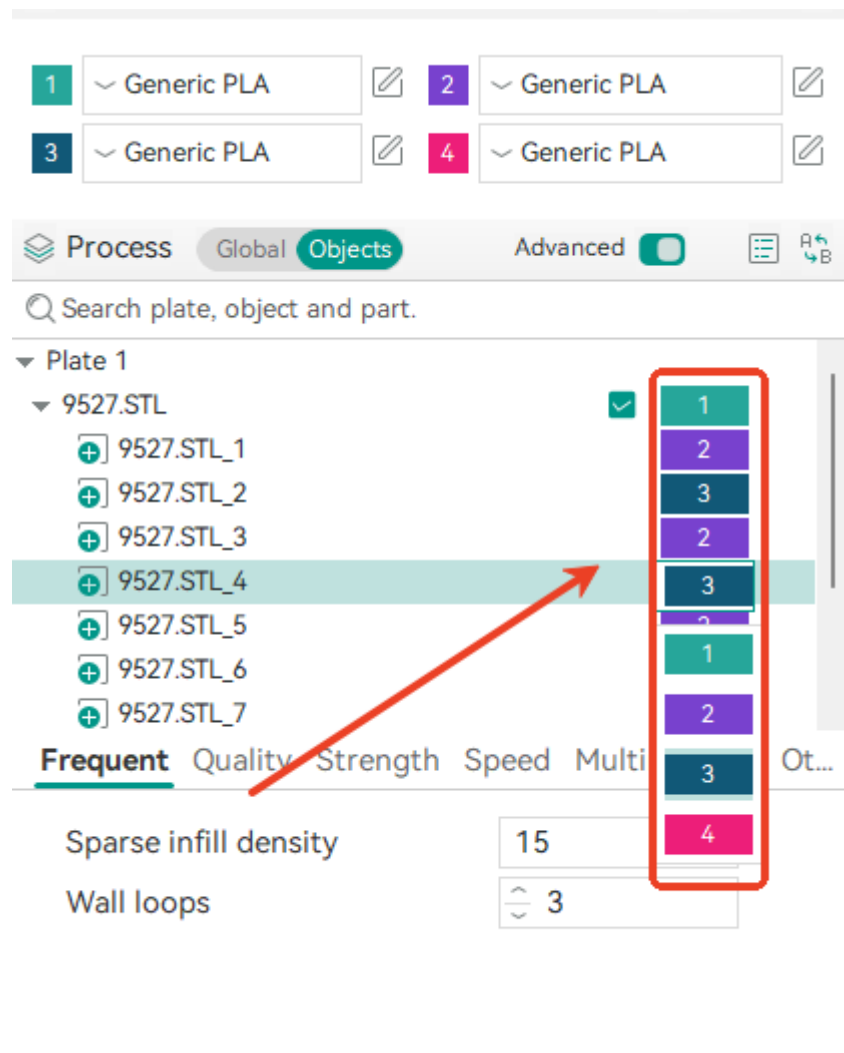 1 Generic PLA 2 Generic PLA
3 Generic PLA 4 Generic PLA
Process Global Objects Advanced A B
Search plate, object and part.
Plate 1
9527.STL 1
9527.STL_1 2
9527.STL_2 3
9527.STL_3 2
9527.STL_4 3
9527.STL_5 2
9527.STL_6 1
9527.STL_7 2
Frequent Quality Strength Speed Multi 3 Ot...
Sparse infill density 15 4
Wall loops 3